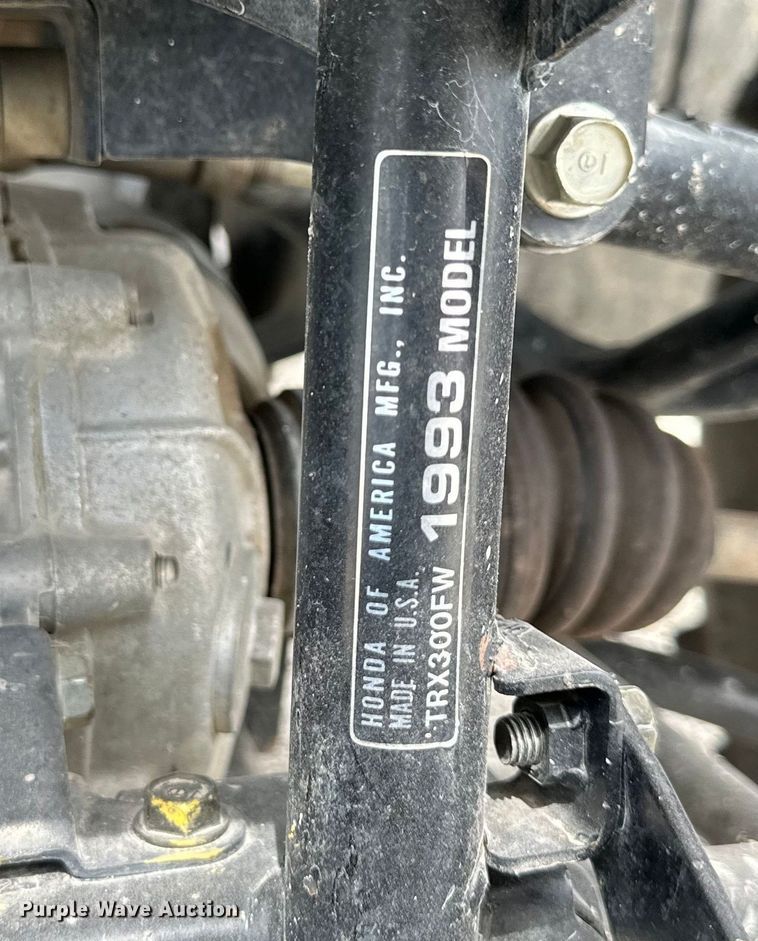 HONDA OF AMERICA MFG., INC.
MADE IN U.S.A.
TRX300FW 1993 MODEL
Purple Wave Auction